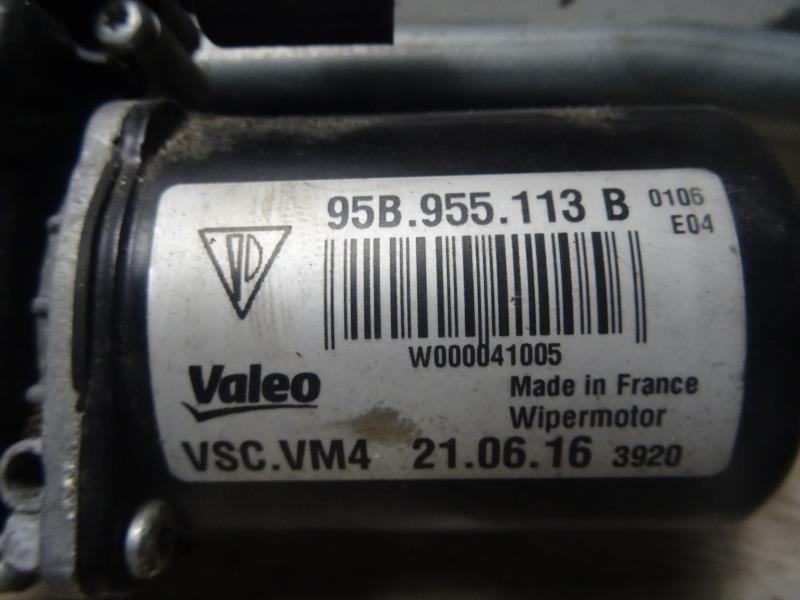 95B.955.113 B 0106
E04
W000041005
Valeo
Made in France
Wipermotor
VSC.VM4 21.06.16 3920